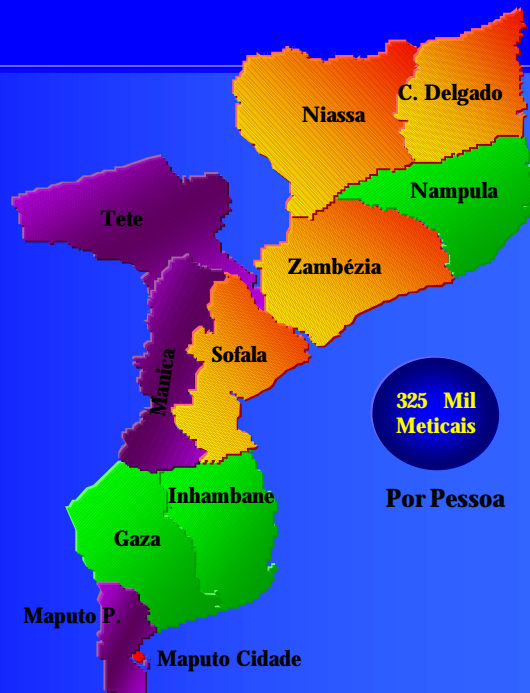 C. Delgado
Niassa
Nampula
Tete
Zambézia
Sofala
Manica
325 Mil
Meticais
Por Pessoa
Inhambane
Gaza
Maputo P.
Maputo Cidade